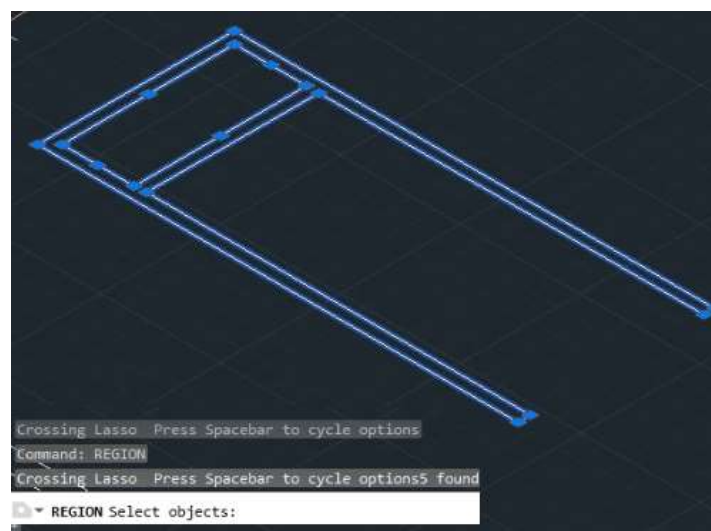 Crossing Lasso  Press Spacebar to cycle options
Command: REGION
Crossing Lasso  Press Spacebar to cycle options5 found
REGION Select objects: